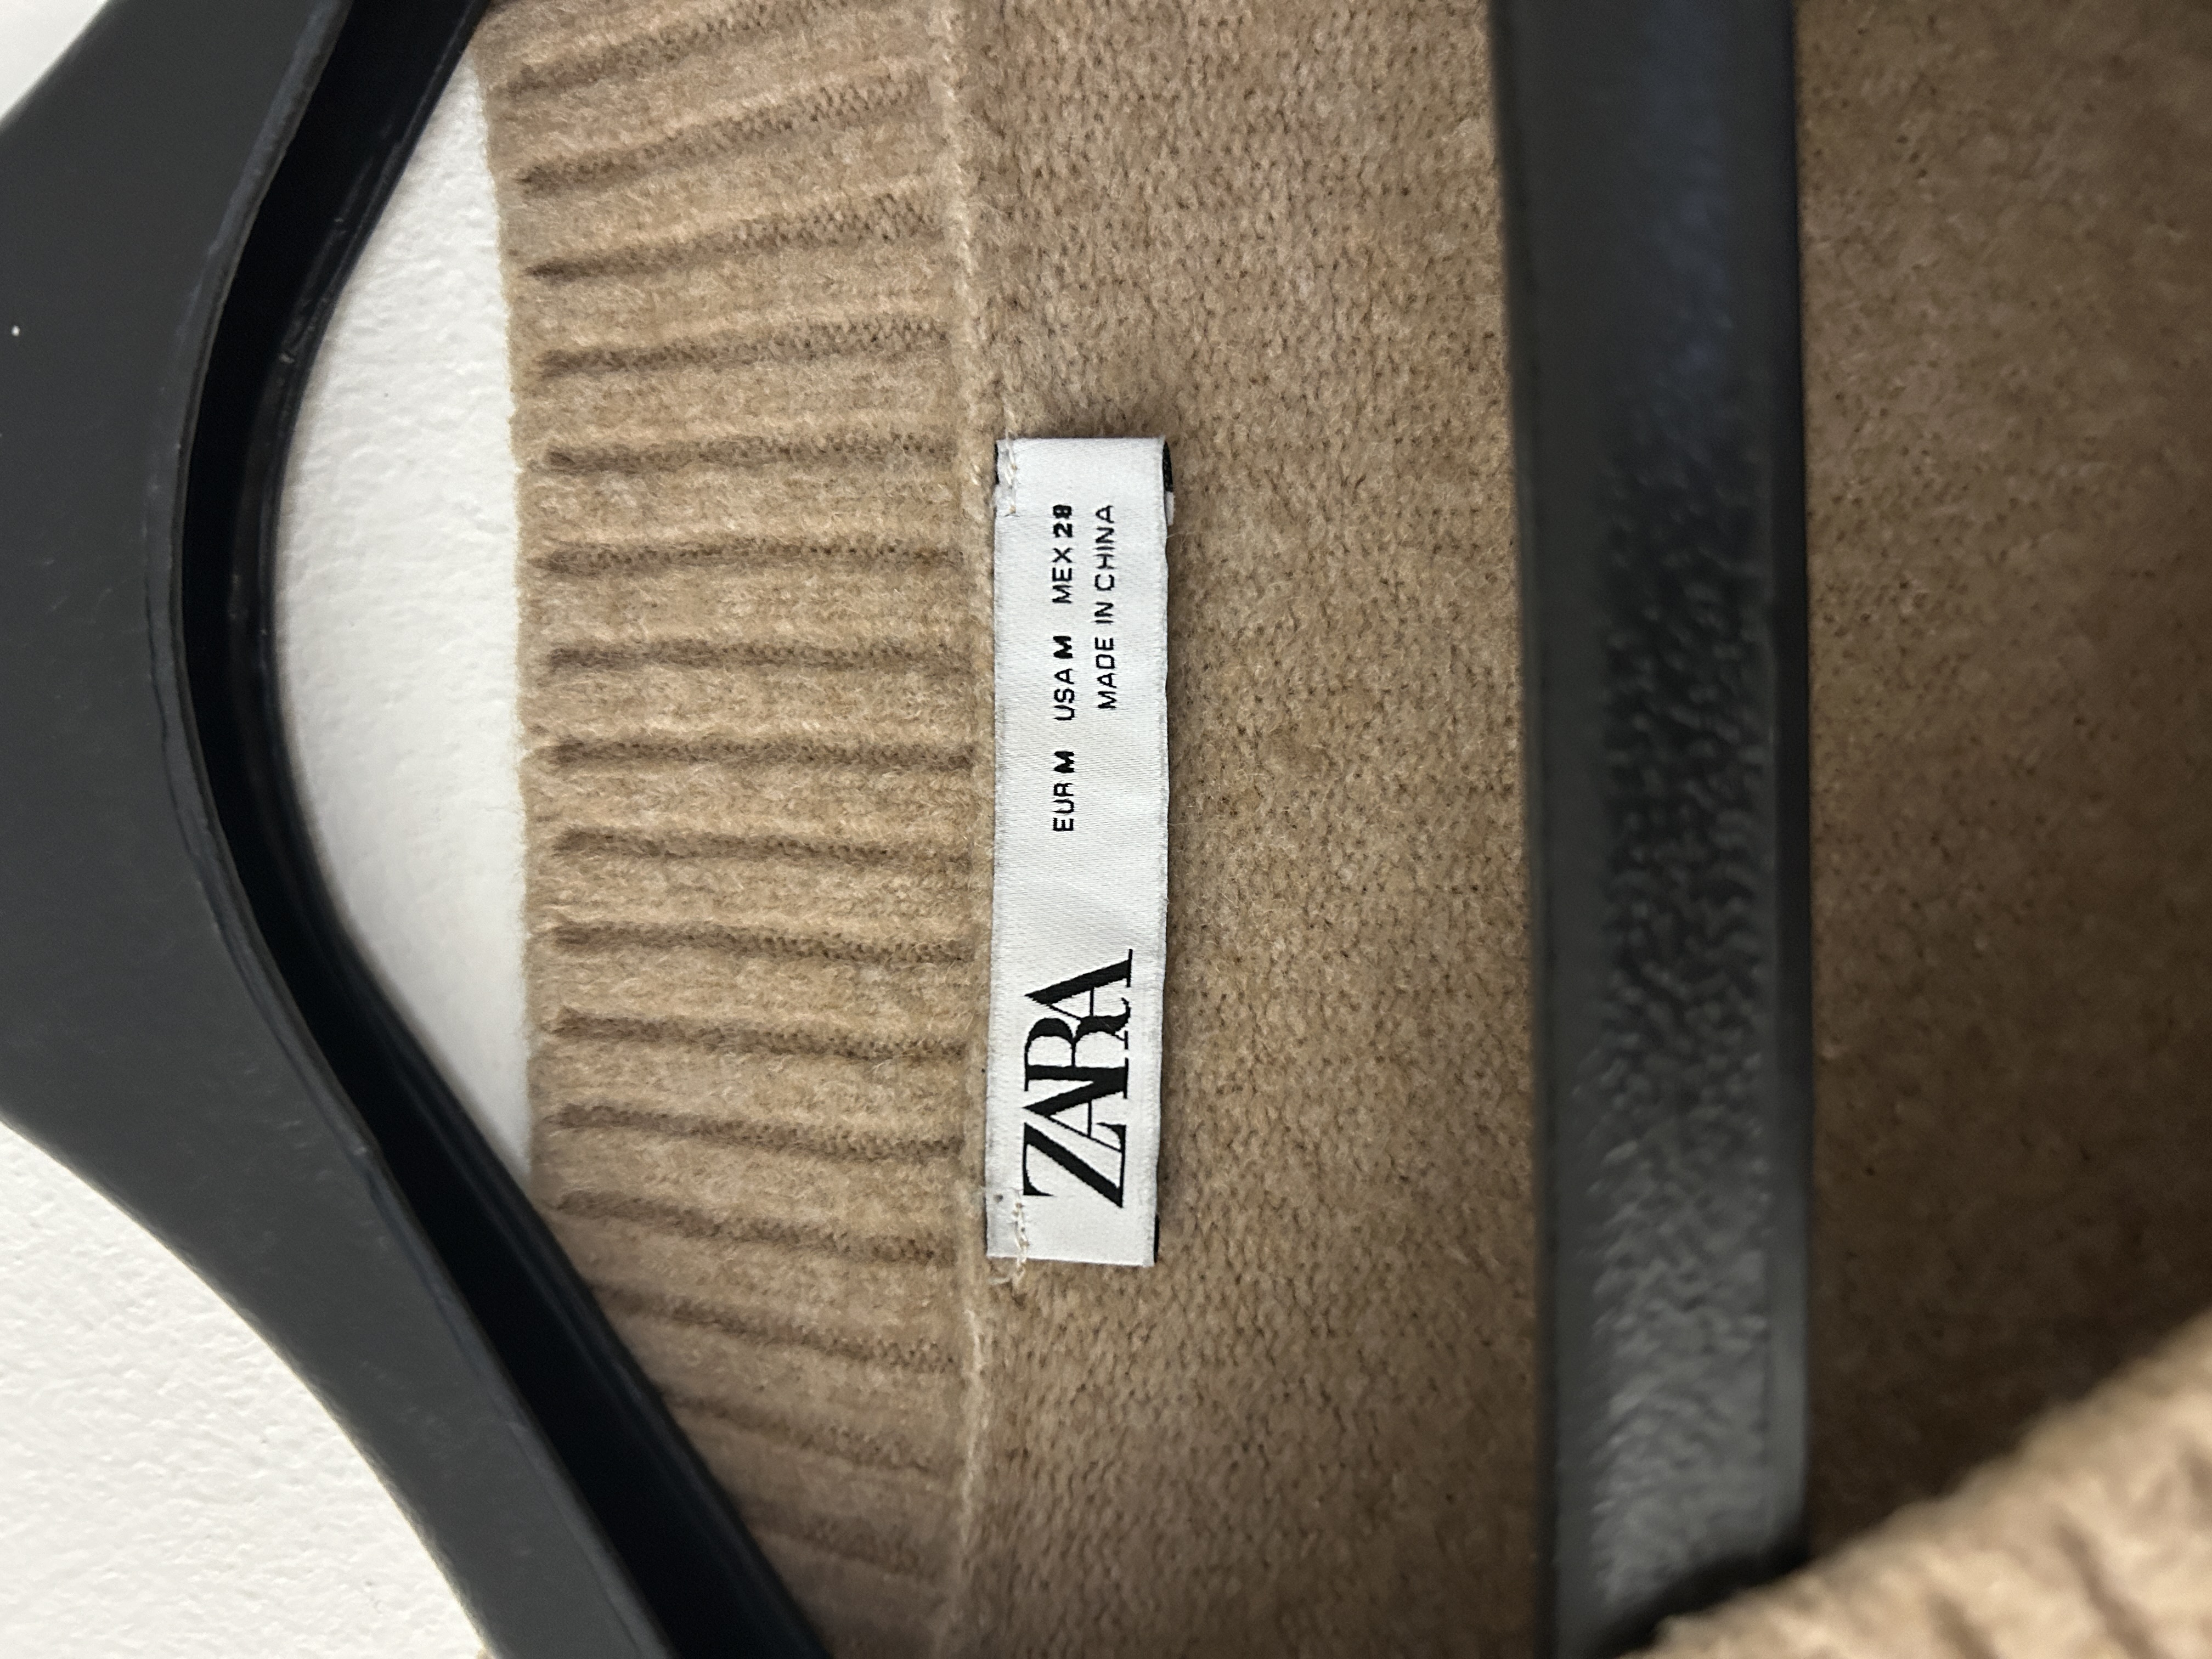 ZARA
EUR M USA M MEX 28
MADE IN CHINA